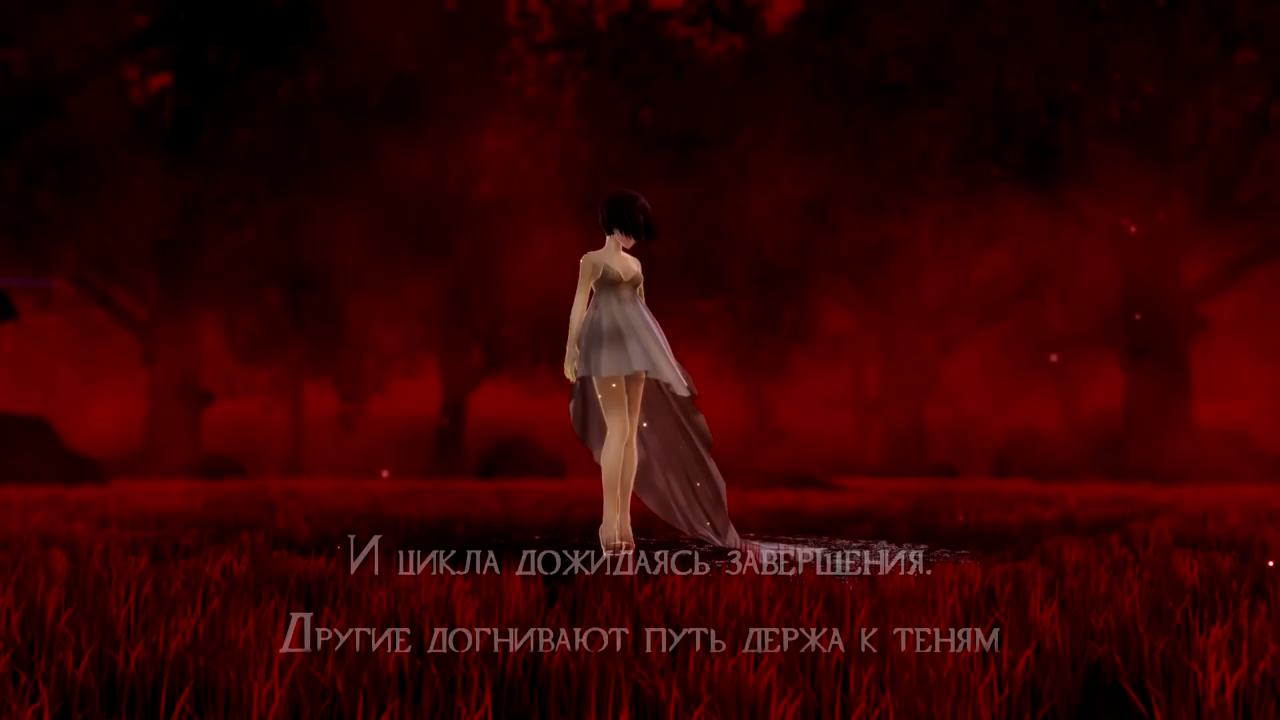 И цикла дожидаясь завершения.
Другие догнивают путь держа к теням